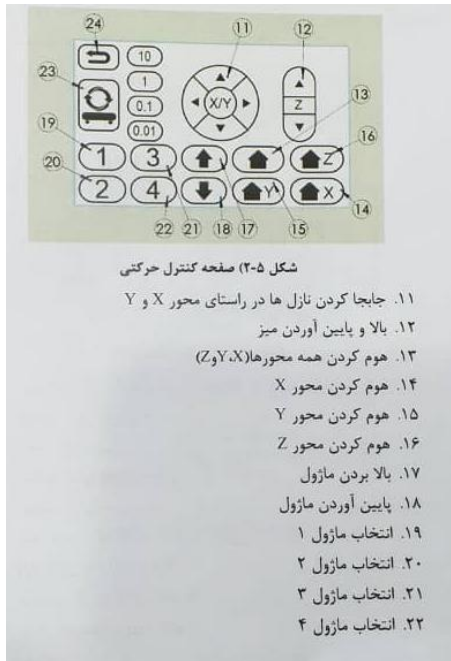 24 11 12
10
23 1 X/Y Z 13
0.1
0.01
19 1 3 Z 16
20 2 4 Y X
22 21 18 17 15 14
شکل ۵-۲) صفحه کنترل حرکتی
۱۱. جابجا کردن نازل ها در راستای محور X و Y
۱۲. بالا و پایین آوردن میز
۱۳. هوم کردن همه محورها(Y،X وZ)
۱۴. هوم کردن محور X
۱۵. هوم کردن محور Y
۱۶. هوم کردن محور Z
۱۷. بالا بردن ماژول
۱۸. پایین آوردن ماژول
۱۹. انتخاب ماژول ۱
۲۰. انتخاب ماژول ۲
۲۱. انتخاب ماژول ۳
۲۲. انتخاب ماژول ۴